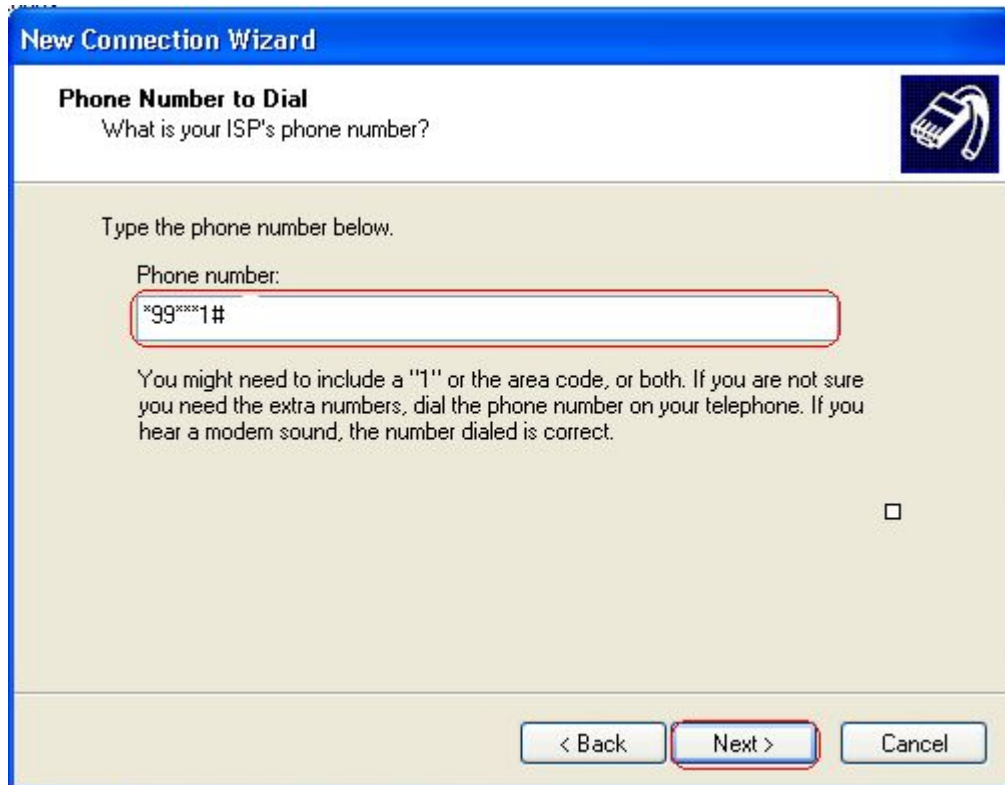 New Connection Wizard
Phone Number to Dial
What is your ISP's phone number?
Type the phone number below.
Phone number:
*99***1#
You might need to include a "1" or the area code, or both. If you are not sure
you need the extra numbers, dial the phone number on your telephone. If you
hear a modem sound, the number dialed is correct.
< Back Next > Cancel